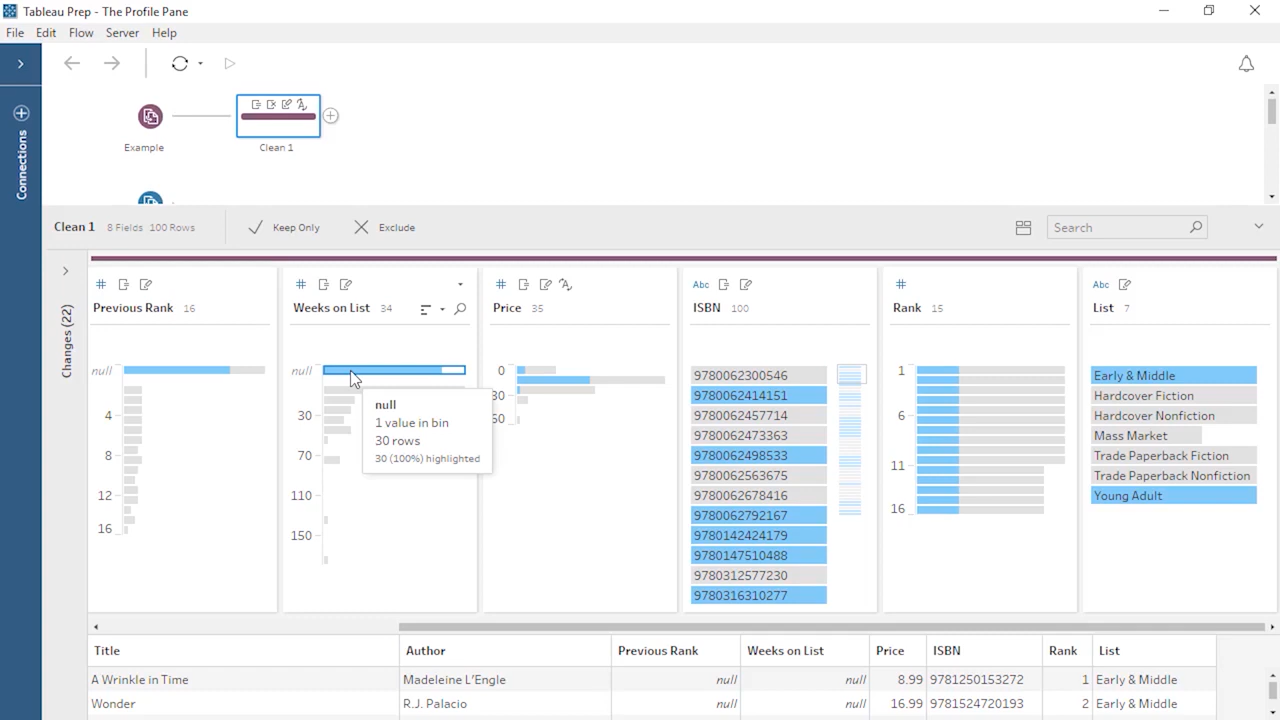 Tableau Prep - The Profile Pane
File Edit Flow Server Help
Connections
Example
Clean 1
Clean 1 8 Fields 100 Rows Keep Only Exclude Search
Changes (22)
Previous Rank 16
null
4
8
12
16
Weeks on List 34
null
30
70
110
150
null
1 value in bin
30 rows
30 (100%) highlighted
Price 35
0
30
60
Abc
ISBN 100
9780062300546
9780062414151
9780062457714
9780062473363
9780062498533
9780062563675
9780062678416
9780062792167
9780142424179
9780147510488
9780312577230
9780316310277
Rank 15
1
6
11
16
Abc
List 7
Early & Middle
Hardcover Fiction
Hardcover Nonfiction
Mass Market
Trade Paperback Fiction
Trade Paperback Nonfiction
Young Adult
Title Author Previous Rank Weeks on List Price ISBN Rank List
A Wrinkle in Time Madeleine L'Engle null null 8.99 9781250153272 1 Early & Middle
Wonder R.J. Palacio null null 16.99 9781524720193 2 Early & Middle